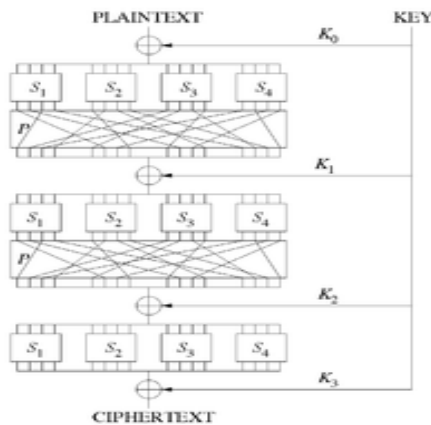 PLAINTEXT KEY
K0
S1 S2 S3 S4
P
K1
S1 S2 S3 S4
P
K2
S1 S2 S3 S4
K3
CIPHERTEXT